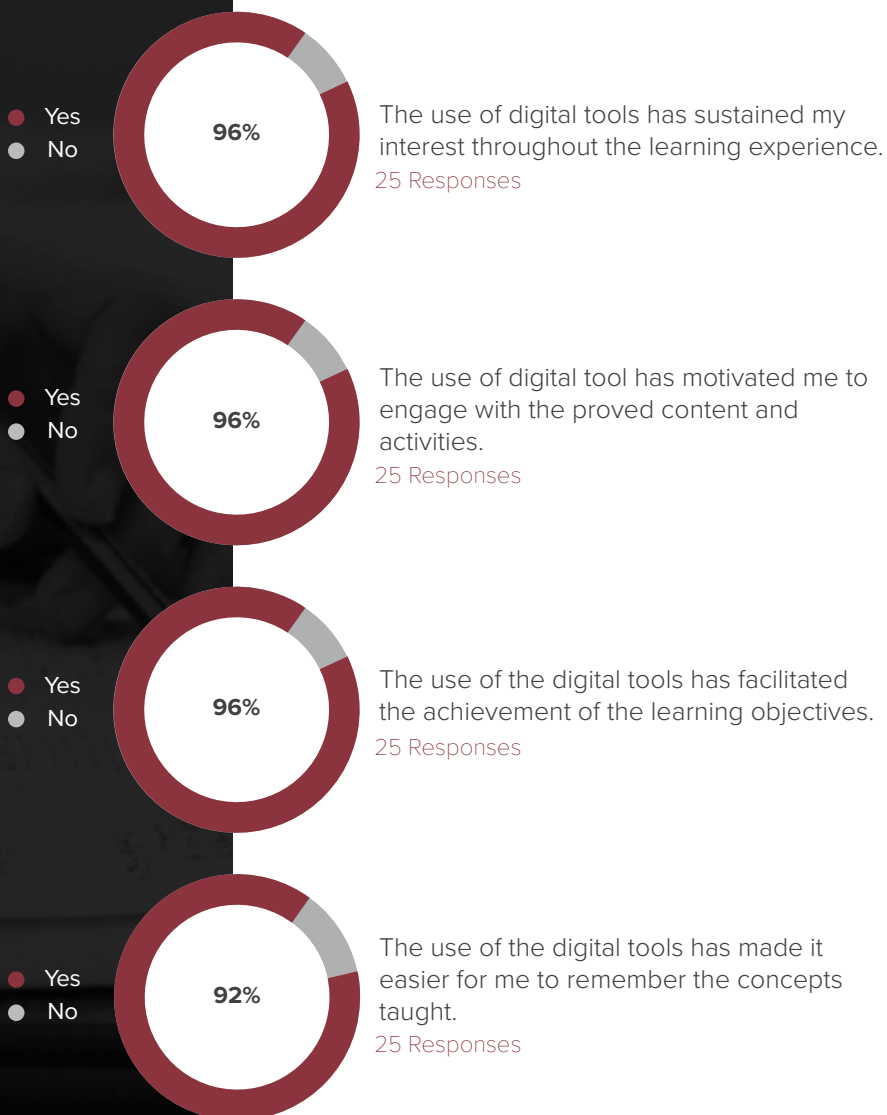 Yes
No
96%
The use of digital tools has sustained my
interest throughout the learning experience.
25 Responses
Yes
No
96%
The use of digital tool has motivated me to
engage with the proved content and
activities.
25 Responses
Yes
No
96%
The use of the digital tools has facilitated
the achievement of the learning objectives.
25 Responses
Yes
No
92%
The use of the digital tools has made it
easier for me to remember the concepts
taught.
25 Responses